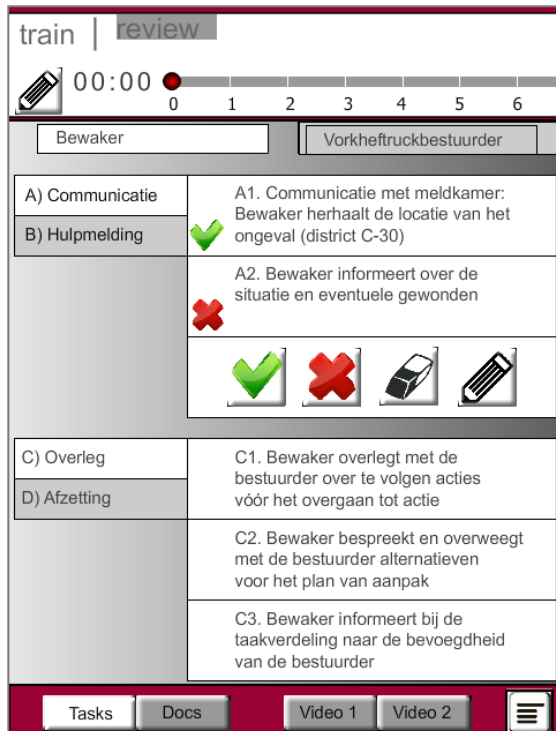 train | review
00:00
0 1 2 3 4 5 6
Bewaker
Vorkheftruckbestuurder
A) Communicatie
B) Hulpmelding
A1. Communicatie met meldkamer:
Bewaker herhaalt de locatie van het
ongeval (district C-30)
A2. Bewaker informeert over de
situatie en eventuele gewonden
C) Overleg
D) Afzetting
C1. Bewaker overlegt met de
bestuurder over te volgen acties
vóór het overgaan tot actie
C2. Bewaker bespreekt en overweegt
met de bestuurder alternatieven
voor het plan van aanpak
C3. Bewaker informeert bij de
taakverdeling naar de bevoegdheid
van de bestuurder
Tasks
Docs
Video 1
Video 2